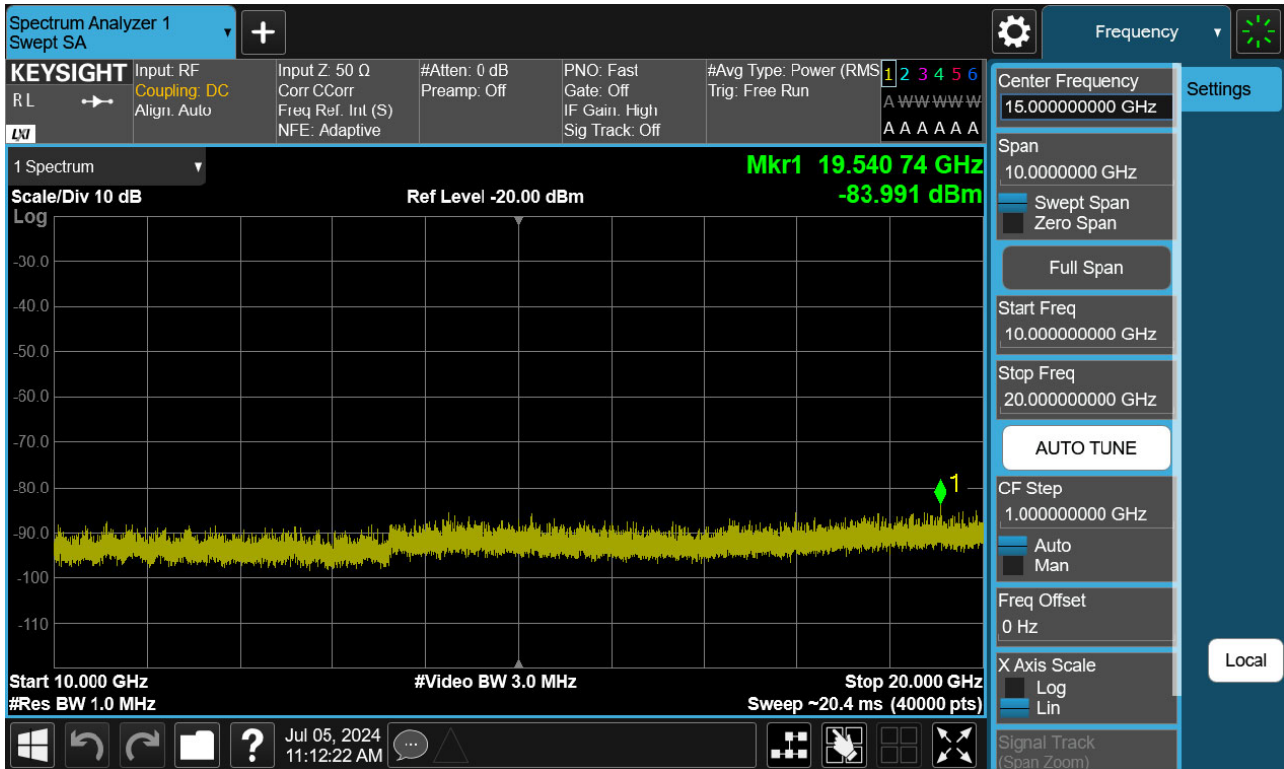 Spectrum Analyzer 1
Swept SA
+
Frequency
KEYSIGHT
RL
LXI
Input: RF
Coupling: DC
Align: Auto
Input Z: 50 Ω
Corr CCorr
Freq Ref: Int (S)
NFE: Adaptive
#Atten: 0 dB
Preamp: Off
PNO: Fast
Gate: Off
IF Gain: High
Sig Track: Off
#Avg Type: Power (RMS
Trig: Free Run
1 2 3 4 5 6
A W W W W W
A A A A A A
1 Spectrum
Scale/Div 10 dB
Log
Ref Level -20.00 dBm
Mkr1 19.540 74 GHz
-83.991 dBm
-30.0
-40.0
-50.0
-60.0
-70.0
-80.0
-90.0
-100
-110
1
Start 10.000 GHz
#Video BW 3.0 MHz
Stop 20.000 GHz
#Res BW 1.0 MHz
Sweep ~20.4 ms (40000 pts)
?
Jul 05, 2024
11:12:22 AM
Center Frequency
15.000000000 GHz
Span
10.0000000 GHz
Swept Span
Zero Span
Full Span
Start Freq
10.000000000 GHz
Stop Freq
20.000000000 GHz
AUTO TUNE
CF Step
1.000000000 GHz
Auto
Man
Freq Offset
0 Hz
X Axis Scale
Log
Lin
Signal Track
(Span Zoom)
Settings
Local